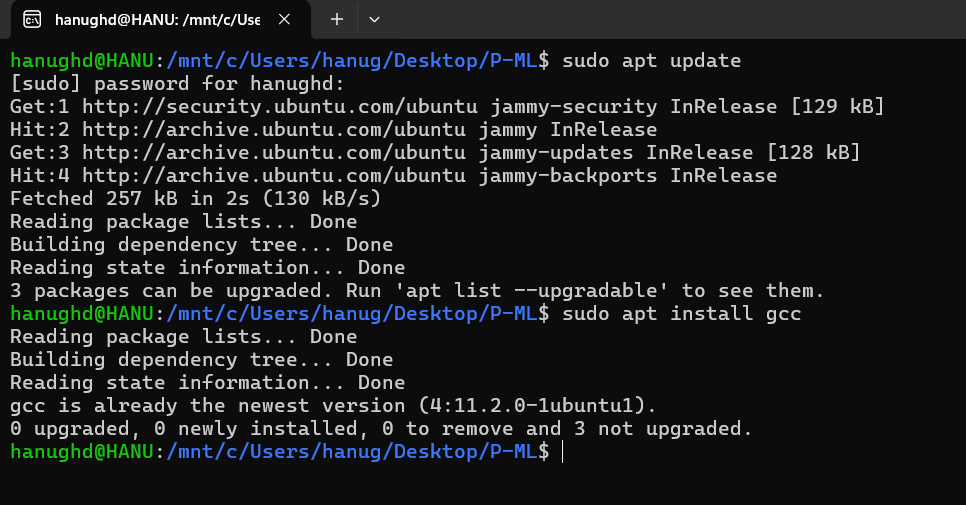 hanughd@HANU: /mnt/c/Use
hanughd@HANU:/mnt/c/Users/hanug/Desktop/P-ML$ sudo apt update
[sudo] password for hanughd:
Get:1 http://security.ubuntu.com/ubuntu jammy-security InRelease [129 kB]
Hit:2 http://archive.ubuntu.com/ubuntu jammy InRelease
Get:3 http://archive.ubuntu.com/ubuntu jammy-updates InRelease [128 kB]
Hit:4 http://archive.ubuntu.com/ubuntu jammy-backports InRelease
Fetched 257 kB in 2s (130 kB/s)
Reading package lists... Done
Building dependency tree... Done
Reading state information... Done
3 packages can be upgraded. Run 'apt list --upgradable' to see them.
hanughd@HANU:/mnt/c/Users/hanug/Desktop/P-ML$ sudo apt install gcc
Reading package lists... Done
Building dependency tree... Done
Reading state information... Done
gcc is already the newest version (4:11.2.0-1ubuntu1).
0 upgraded, 0 newly installed, 0 to remove and 3 not upgraded.
hanughd@HANU:/mnt/c/Users/hanug/Desktop/P-ML$